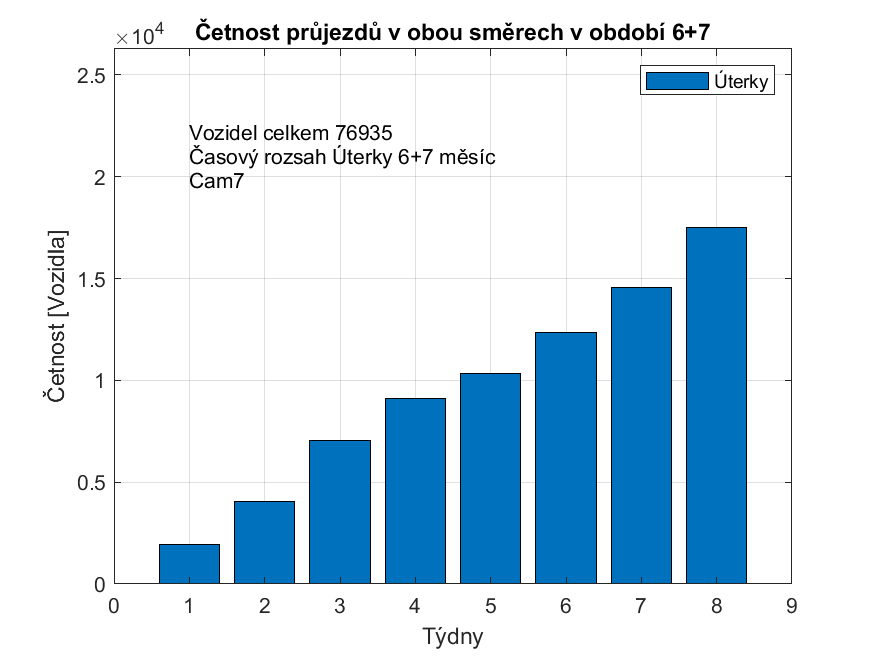 ×10⁴
Četnost průjezdů v obou směrech v období 6+7
Úterky
Vozidel celkem 76935
Časový rozsah Úterky 6+7 měsíc
Cam7
Četnost [Vozidla]
2.5
2
1.5
1
0.5
0
0 1 2 3 4 5 6 7 8 9
Týdny